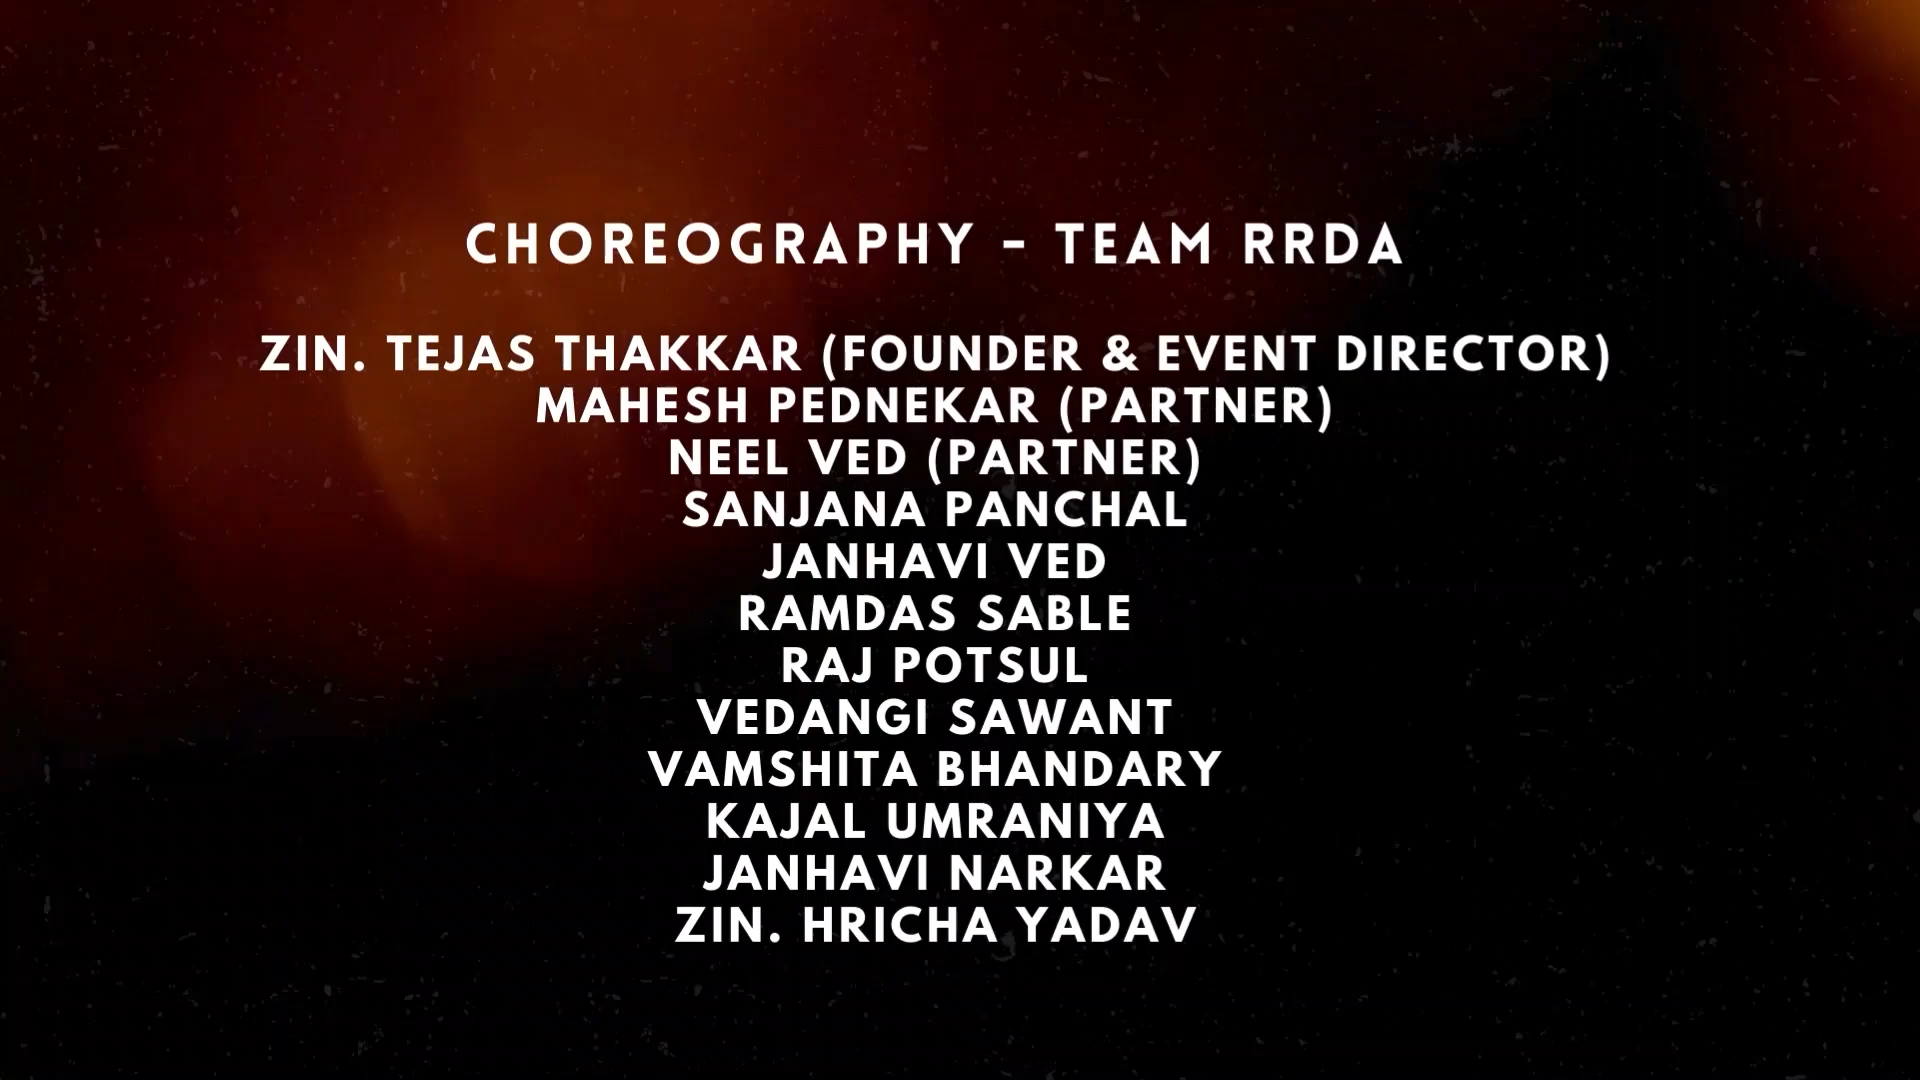 CHOREOGRAPHY - TEAM RRDA
ZIN. TEJAS THAKKAR (FOUNDER & EVENT DIRECTOR)
MAHESH PEDNEKAR (PARTNER)
NEEL VED (PARTNER)
SANJANA PANCHAL
JANHAVI VED
RAMDAS SABLE
RAJ POTSUL
VEDANGI SAWANT
VAMSHITA BHANDARY
KAJAL UMRANIYA
JANHAVI NARKAR
ZIN. HRICHA YADAV